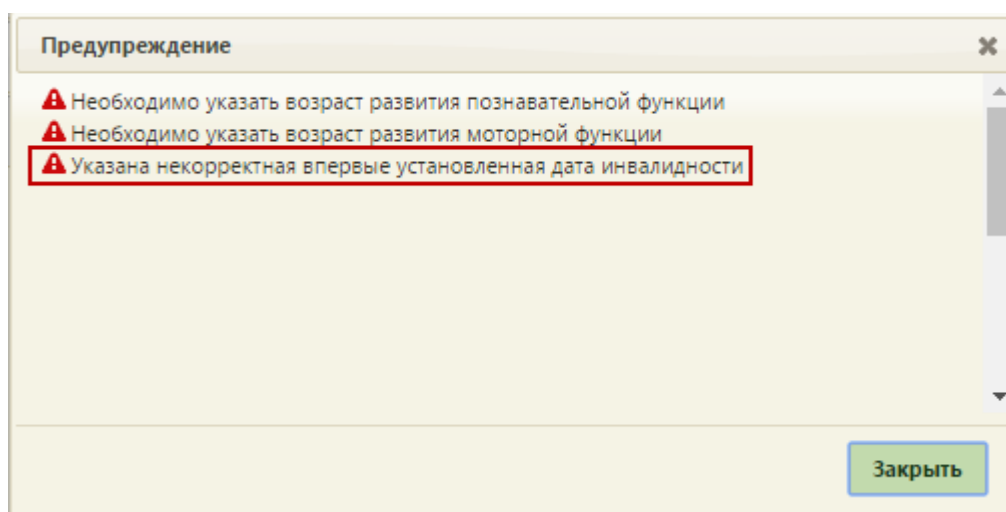 Предупреждение
Необходимо указать возраст развития познавательной функции
Необходимо указать возраст развития моторной функции
Указана некорректная впервые установленная дата инвалидности
Закрыть